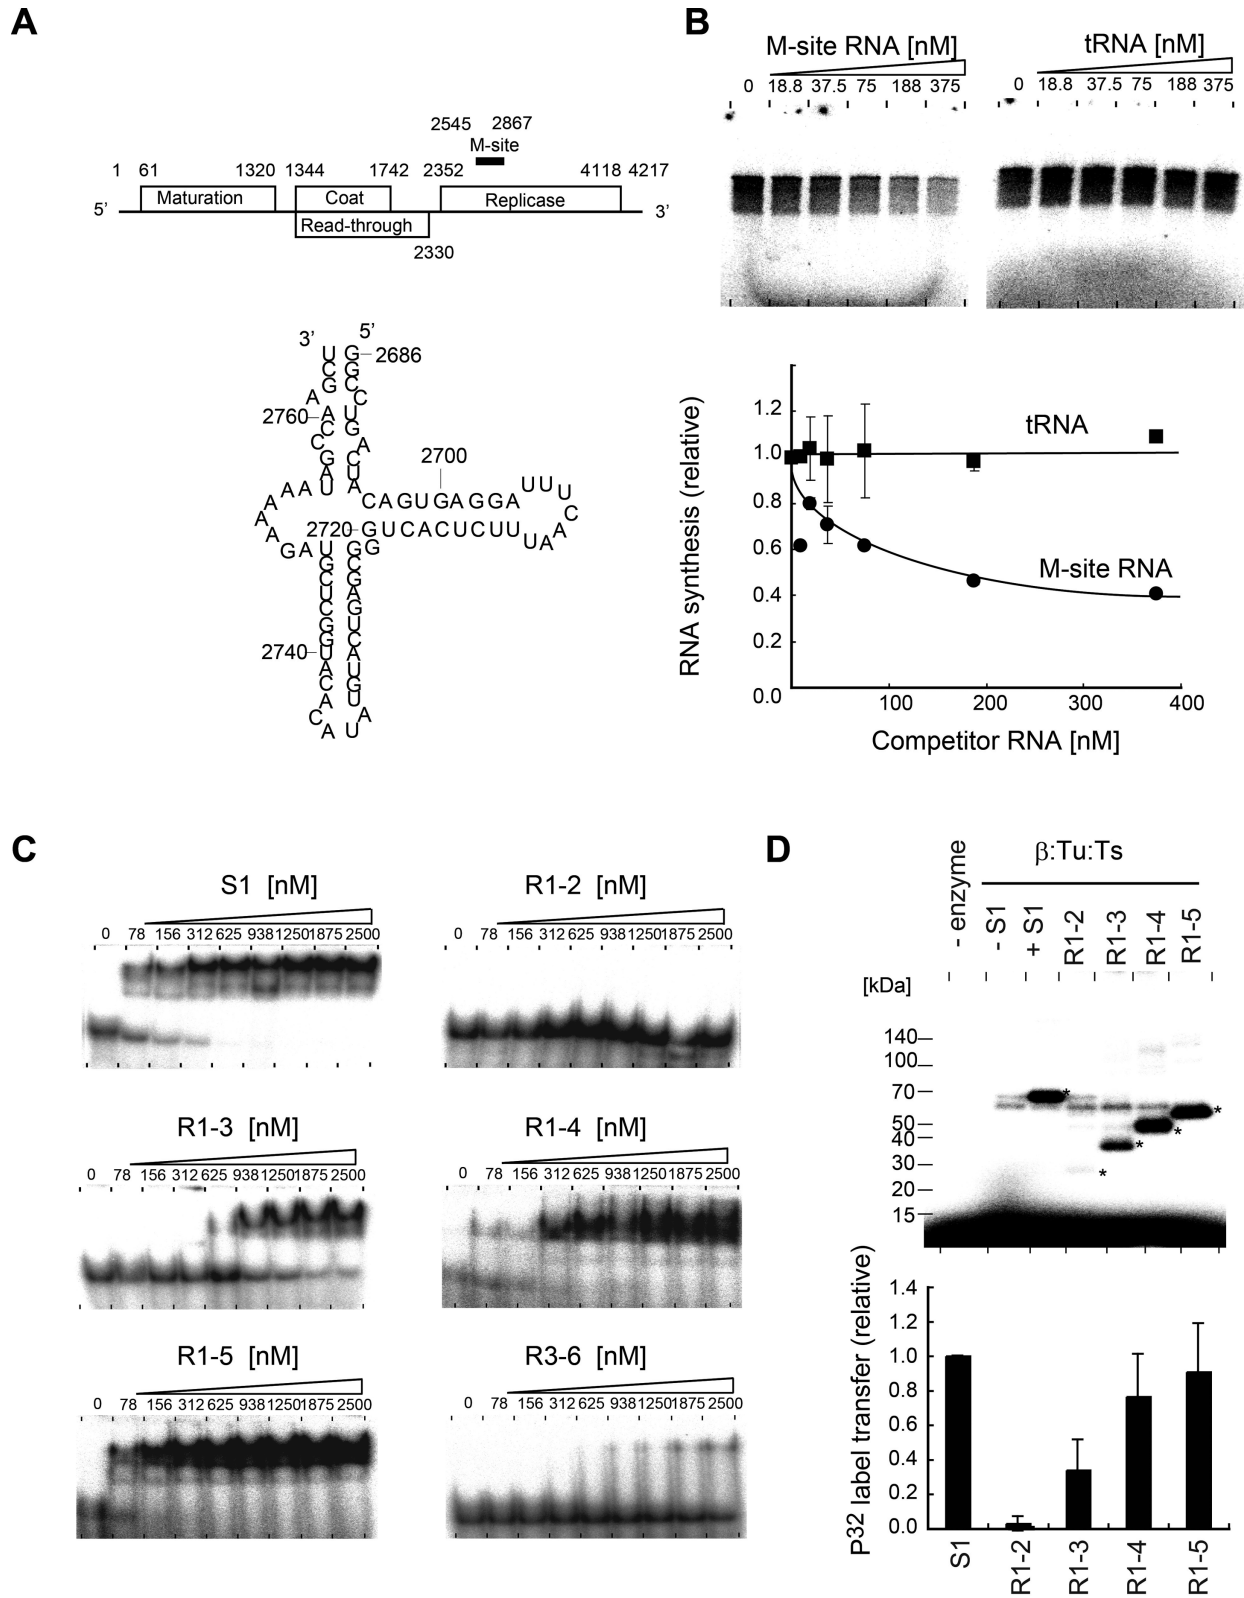 A
2545 2867
M-site
1 61 1320 1344 1742 2352 4118 4217
5’ Maturation Coat Replicase 3’
Read-through
2330
3’ 5’
U G 2686
C G
G C
A C
2760 A U
C G
C A
G C
A U
U A
2700
CAGUGAGGA UUU
C
A
2720 GUCACUCUU UA
G
A A A A A A G A
U G
G C
C G
U A
C G
G U
G C
2740 U A
A U
C G
A U
C A
A U
B
M-site RNA [nM] tRNA [nM]
0 18.8 37.5 75 188 375 0 18.8 37.5 75 188 375
RNA synthesis (relative)
1.2
1.0
0.8
0.6
0.4
0.2
0.0
tRNA
M-site RNA
100 200 300 400
Competitor RNA [nM]
C
S1 [nM]
0 78 156 312 625 938 1250 1875 2500
R1-2 [nM]
0 78 156 312 625 938 1250 1875 2500
R1-3 [nM]
0 78 156 312 625 938 1250 1875 2500
R1-4 [nM]
0 78 156 312 625 938 1250 1875 2500
R1-5 [nM]
0 78 156 312 625 938 1250 1875 2500
R3-6 [nM]
0 78 156 312 625 938 1250 1875 2500
D
β:Tu:Ts
- enzyme
- S1
+ S1
R1-2
R1-3
R1-4
R1-5
[kDa]
140
100
70 *
50 * *
40 *
30 *
20
15
P32 label transfer (relative)
1.4
1.2
1.0
0.8
0.6
0.4
0.2
0.0
S1
R1-2
R1-3
R1-4
R1-5